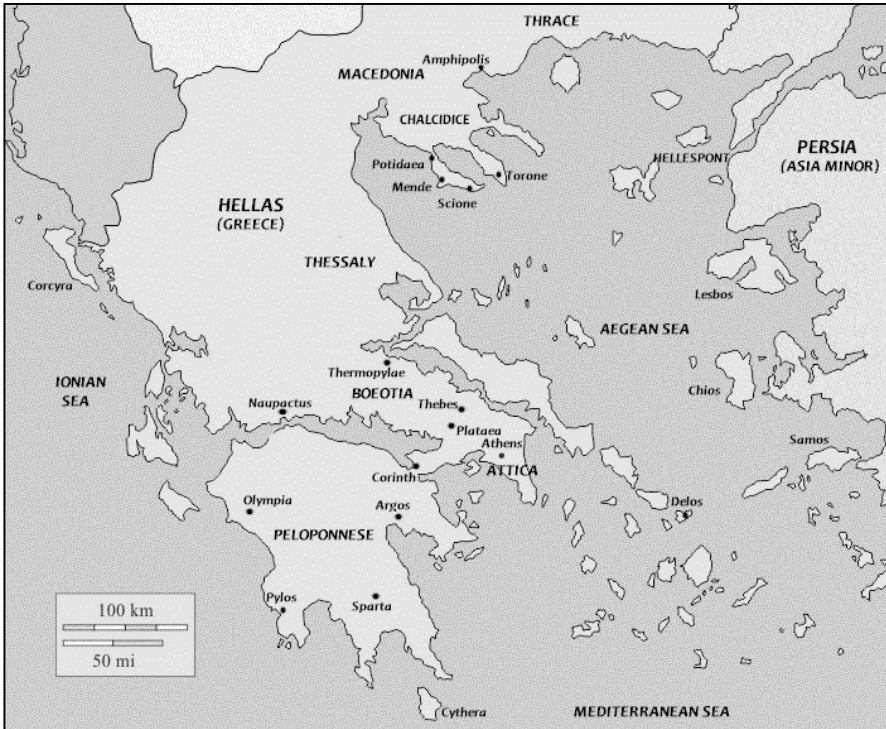 THRACE
Amphipolis
MACEDONIA
CHALCIDICE
PERSIA
(ASIA MINOR)
HELLESPONT
Potidaea
Torone
Mende
Scione
HELLAS
(GREECE)
THESSALY
Corcyra
Lesbos
AEGEAN SEA
Thermopylae
IONIAN
SEA
BOEOTIA
Chios
Naupactus
Thebes
Plataea
Athens
Samos
Corinth
ATTICA
Olympia
Argos
Delos
PELOPONNESE
Pylos
Sparta
100 km
50 mi
Cythera
MEDITERRANEAN SEA